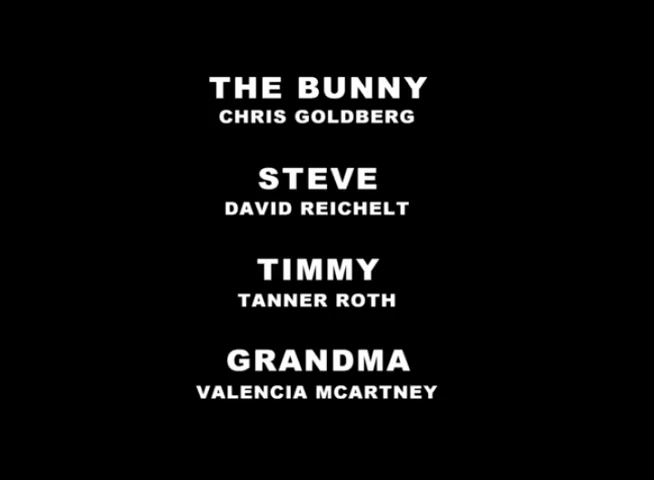 THE BUNNY
CHRIS GOLDBERG
STEVE
DAVID REICHELT
TIMMY
TANNER ROTH
GRANDMA
VALENCIA MCARTNEY